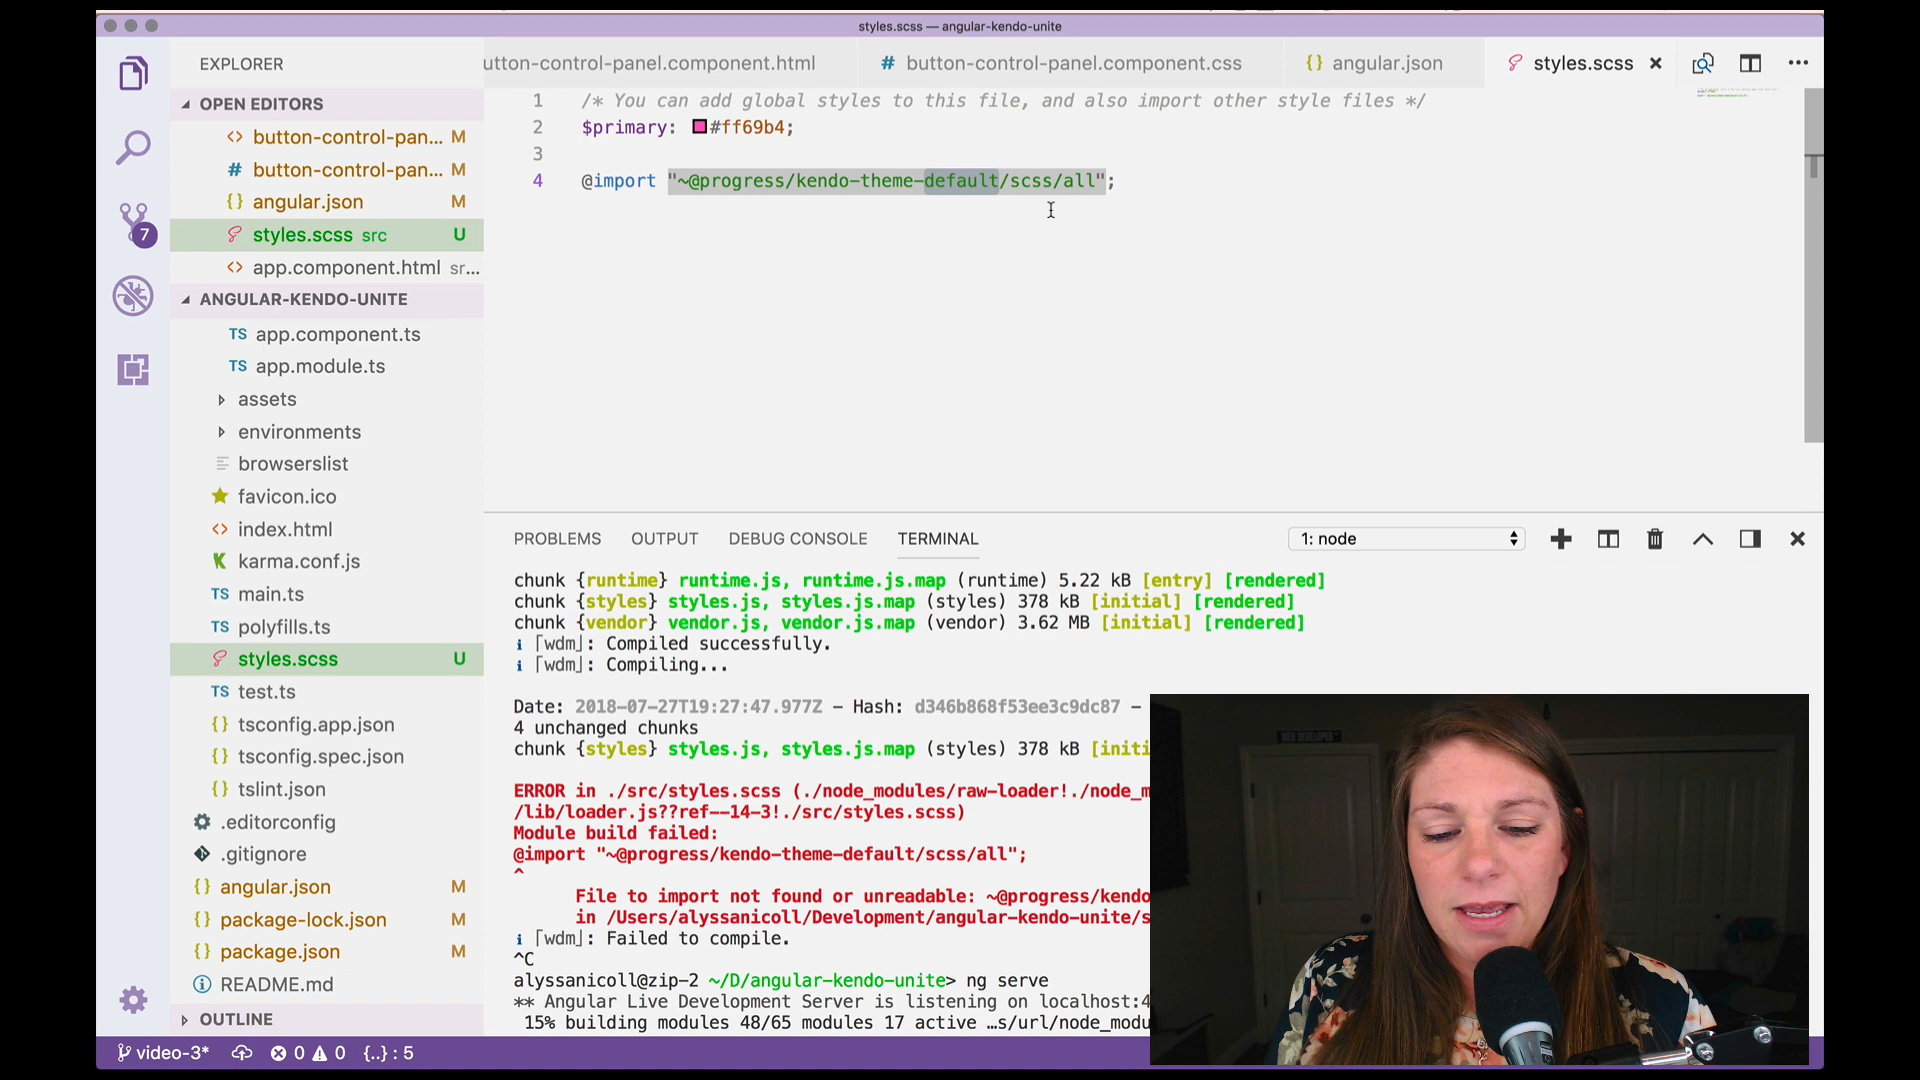 styles.scss — angular-kendo-unite
EXPLORER
utton-control-panel.component.html
# button-control-panel.component.css
{} angular.json
styles.scss
OPEN EDITORS
<> button-control-pan... M
# button-control-pan... M
{} angular.json M
styles.scss src U
<> app.component.html sr...
ANGULAR-KENDO-UNITE
TS app.component.ts
TS app.module.ts
assets
environments
browserslist
favicon.ico
<> index.html
karma.conf.js
TS main.ts
TS polyfills.ts
styles.scss U
TS test.ts
{} tsconfig.app.json
{} tsconfig.spec.json
{} tslint.json
.editorconfig
.gitignore
{} angular.json M
{} package-lock.json M
{} package.json M
README.md
OUTLINE
7
1 /* You can add global styles to this file, and also import other style files */
2 $primary: #ff69b4;
3
4 @import "~@progress/kendo-theme-default/scss/all";
PROBLEMS OUTPUT DEBUG CONSOLE TERMINAL
1: node
chunk {runtime} runtime.js, runtime.js.map (runtime) 5.22 kB [entry] [rendered]
chunk {styles} styles.js, styles.js.map (styles) 378 kB [initial] [rendered]
chunk {vendor} vendor.js, vendor.js.map (vendor) 3.62 MB [initial] [rendered]
i ｢wdm｣: Compiled successfully.
i ｢wdm｣: Compiling...
Date: 2018-07-27T19:27:47.977Z - Hash: d346b868f53ee3c9dc87 -
4 unchanged chunks
chunk {styles} styles.js, styles.js.map (styles) 378 kB [initi
ERROR in ./src/styles.scss (./node_modules/raw-loader!./node_m
/lib/loader.js??ref--14-3!./src/styles.scss)
Module build failed:
@import "~@progress/kendo-theme-default/scss/all";
^
File to import not found or unreadable: ~@progress/kendo
in /Users/alyssanicoll/Development/angular-kendo-unite/s
i ｢wdm｣: Failed to compile.
^C
alyssanicoll@zip-2 ~/D/angular-kendo-unite> ng serve
** Angular Live Development Server is listening on localhost:4
15% building modules 48/65 modules 17 active …s/url/node_modu
video-3* 0 0 {..} : 5